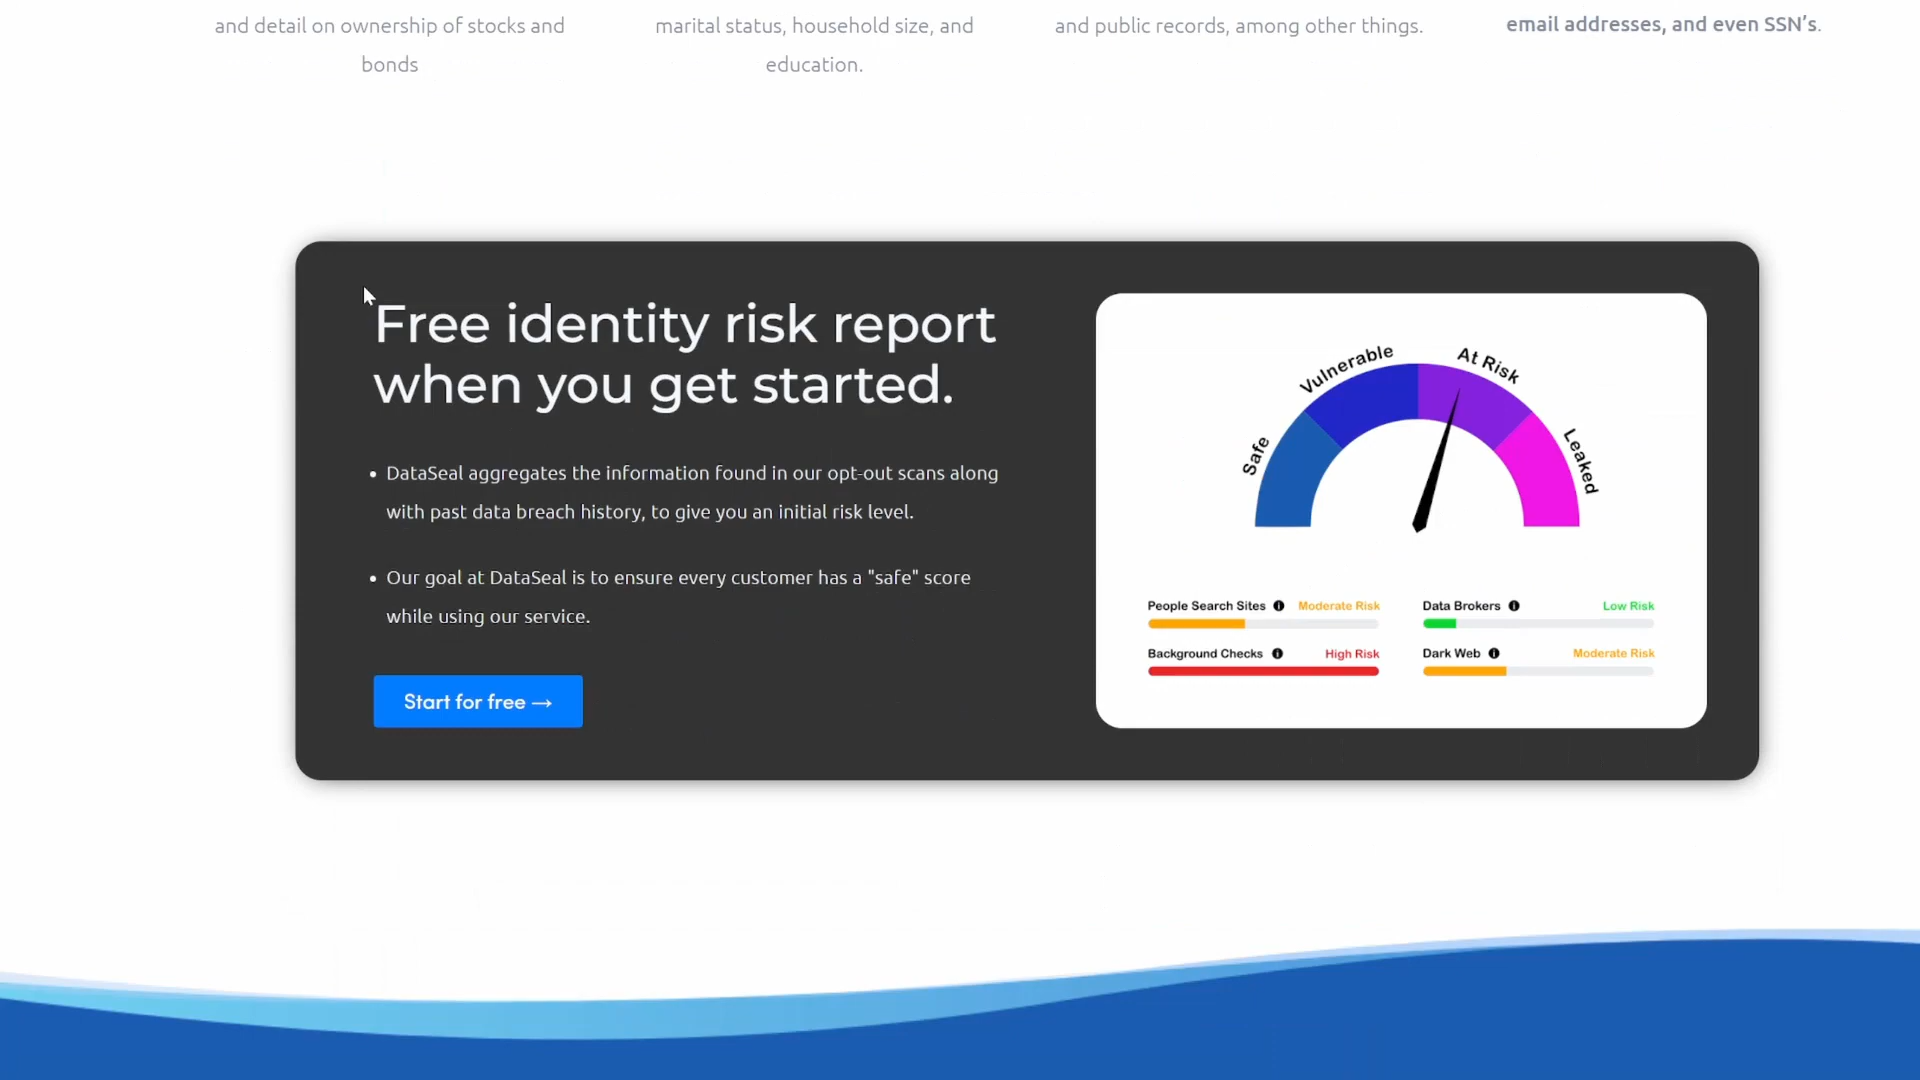 and detail on ownership of stocks and
bonds
marital status, household size, and
education.
and public records, among other things.
email addresses, and even SSN’s.
Free identity risk report
when you get started.
• DataSeal aggregates the information found in our opt-out scans along
with past data breach history, to give you an initial risk level.
• Our goal at DataSeal is to ensure every customer has a "safe" score
while using our service.
Start for free →
Safe
Vulnerable
At Risk
Leaked
People Search Sites Moderate Risk
Data Brokers Low Risk
Background Checks High Risk
Dark Web Moderate Risk